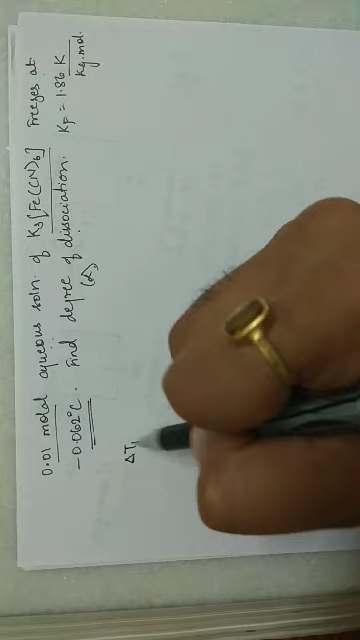 0.01 molal aqueous soln. of K3[Fe(CN)6] Freezes at
-0.062°C. Find degree of dissociation. KF = 1.86 K
(α) Kg.mol.
ΔT